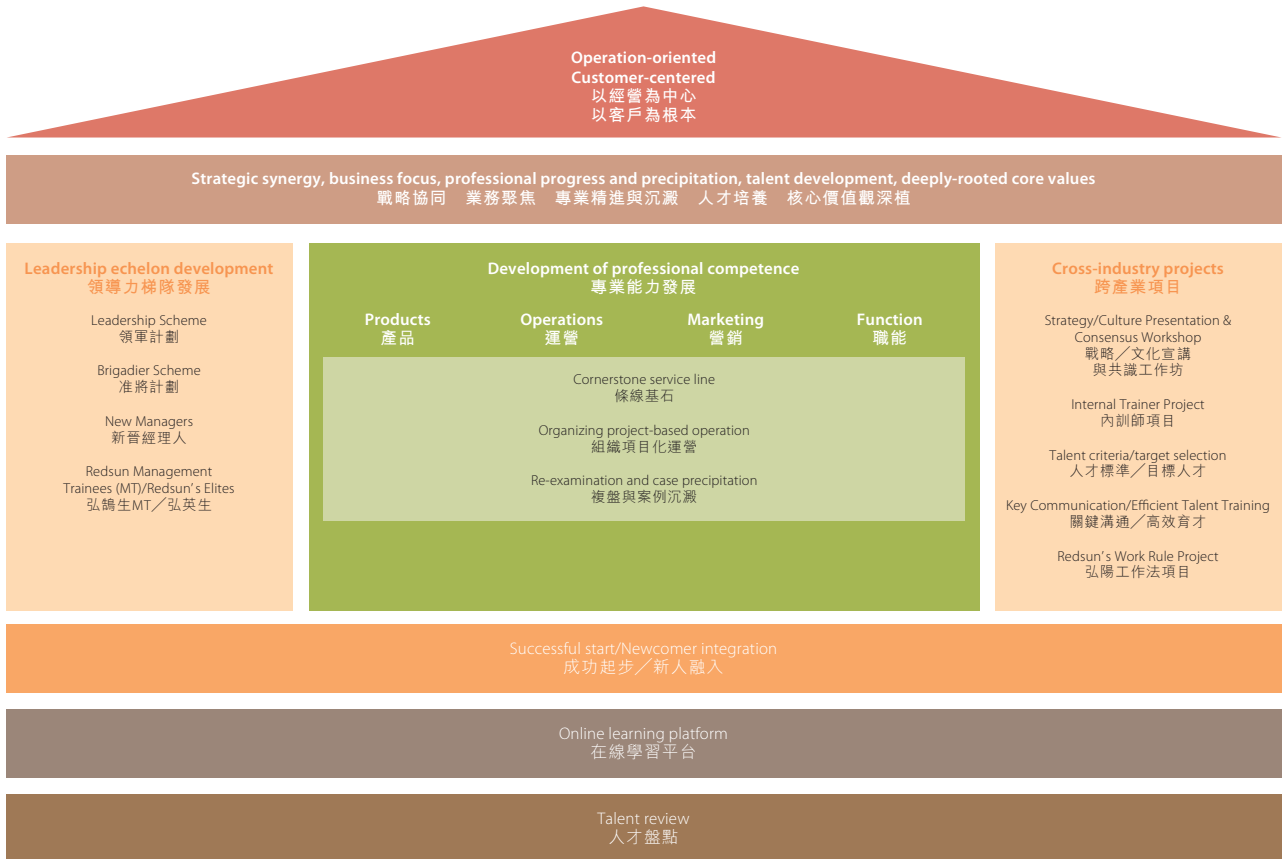 Operation-oriented
Customer-centered
以經營為中心
以客戶為根本
Strategic synergy, business focus, professional progress and precipitation, talent development, deeply-rooted core values
戰略協同 業務聚焦 專業精進與沉澱 人才培養 核心價值觀深植
Leadership echelon development
領導力梯隊發展
Leadership Scheme
領軍計劃
Brigadier Scheme
准將計劃
New Managers
新晉經理人
Redsun Management
Trainees (MT)/Redsun's Elites
弘鵠生MT╱弘英生
Development of professional competence
專業能力發展
Products
產品
Operations
運營
Marketing
營銷
Function
職能
Cornerstone service line
條線基石
Organizing project-based operation
組織項目化運營
Re-examination and case precipitation
複盤與案例沉澱
Cross-industry projects
跨產業項目
Strategy/Culture Presentation &
Consensus Workshop
戰略╱文化宣講
與共識工作坊
Internal Trainer Project
內訓師項目
Talent criteria/target selection
人才標準╱目標人才
Key Communication/Efficient Talent Training
關鍵溝通╱高效育才
Redsun's Work Rule Project
弘陽工作法項目
Successful start/Newcomer integration
成功起步╱新人融入
Online learning platform
在線學習平台
Talent review
人才盤點